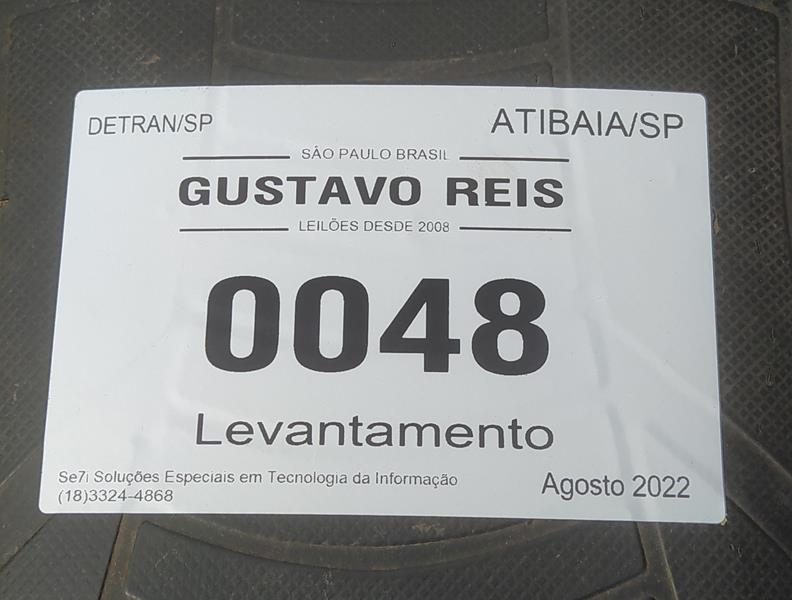 DETRAN/SP
ATIBAIA/SP
SÃO PAULO BRASIL
GUSTAVO REIS
LEILÕES DESDE 2008
0048
Levantamento
Se7i Soluções Especiais em Tecnologia da Informação
(18)3324-4868
Agosto 2022